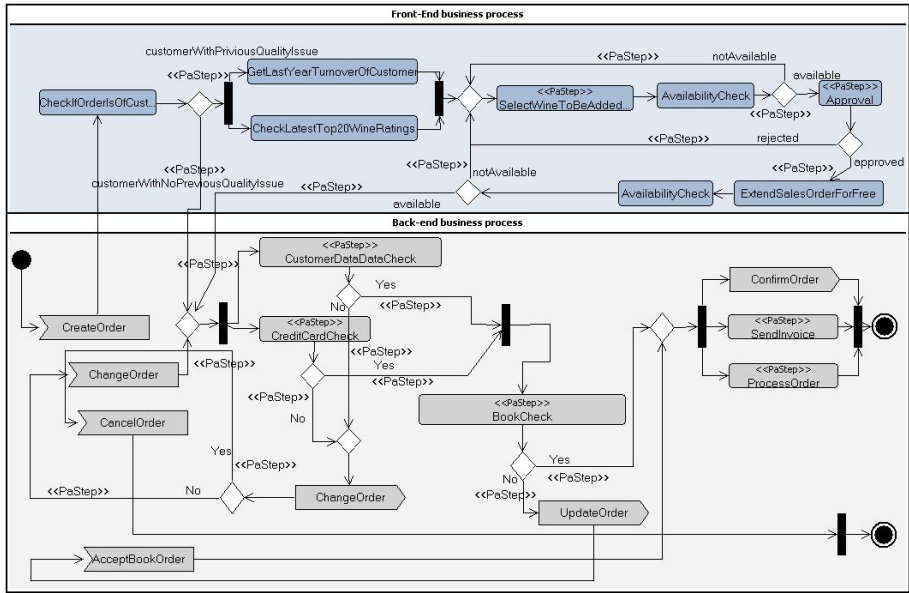 Front-End business process
customerWithPriviousQualityIssue
notAvailable
<<PaStep>>
GetLastYearTurnoverOfCustomer
<<PaStep>>
available
CheckIfOrderIsOfCust...
<<PaStep>>
SelectWineToBeAdded...
AvailabilityCheck
<<PaStep>>
Approval
<<PaStep>>
CheckLatestTop20WineRatings
<<PaStep>>
rejected
<<PaStep>>
<<PaStep>>
approved
notAvailable
<<PaStep>>
customerWithNoPreviousQualityIssue
<<PaStep>>
available
AvailabilityCheck
ExtendSalesOrderForFree
Back-end business process
<<PaStep>>
CustomerDataDataCheck
<<PaStep>>
Yes
<<PaStep>>
No
ConfirmOrder
CreateOrder
<<PaStep>>
CreditCardCheck
<<PaStep>>
<<PaStep>>
SendInvoice
<<PaStep>>
Yes
<<PaStep>>
<<PaStep>>
ProcessOrder
ChangeOrder
<<PaStep>>
BookCheck
CancelOrder
No
Yes
Yes
<<PaStep>>
<<PaStep>>
<<PaStep>>
No
No
<<PaStep>>
ChangeOrder
UpdateOrder
AcceptBookOrder